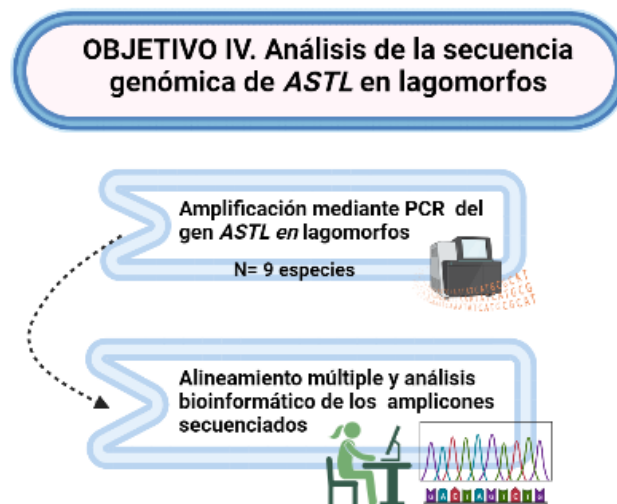 OBJETIVO IV. Análisis de la secuencia
genómica de ASTL en lagomorfos
Amplificación mediante PCR del
gen ASTL en lagomorfos
N= 9 especies
Alineamiento múltiple y análisis
bioinformático de los amplicones
secuenciados